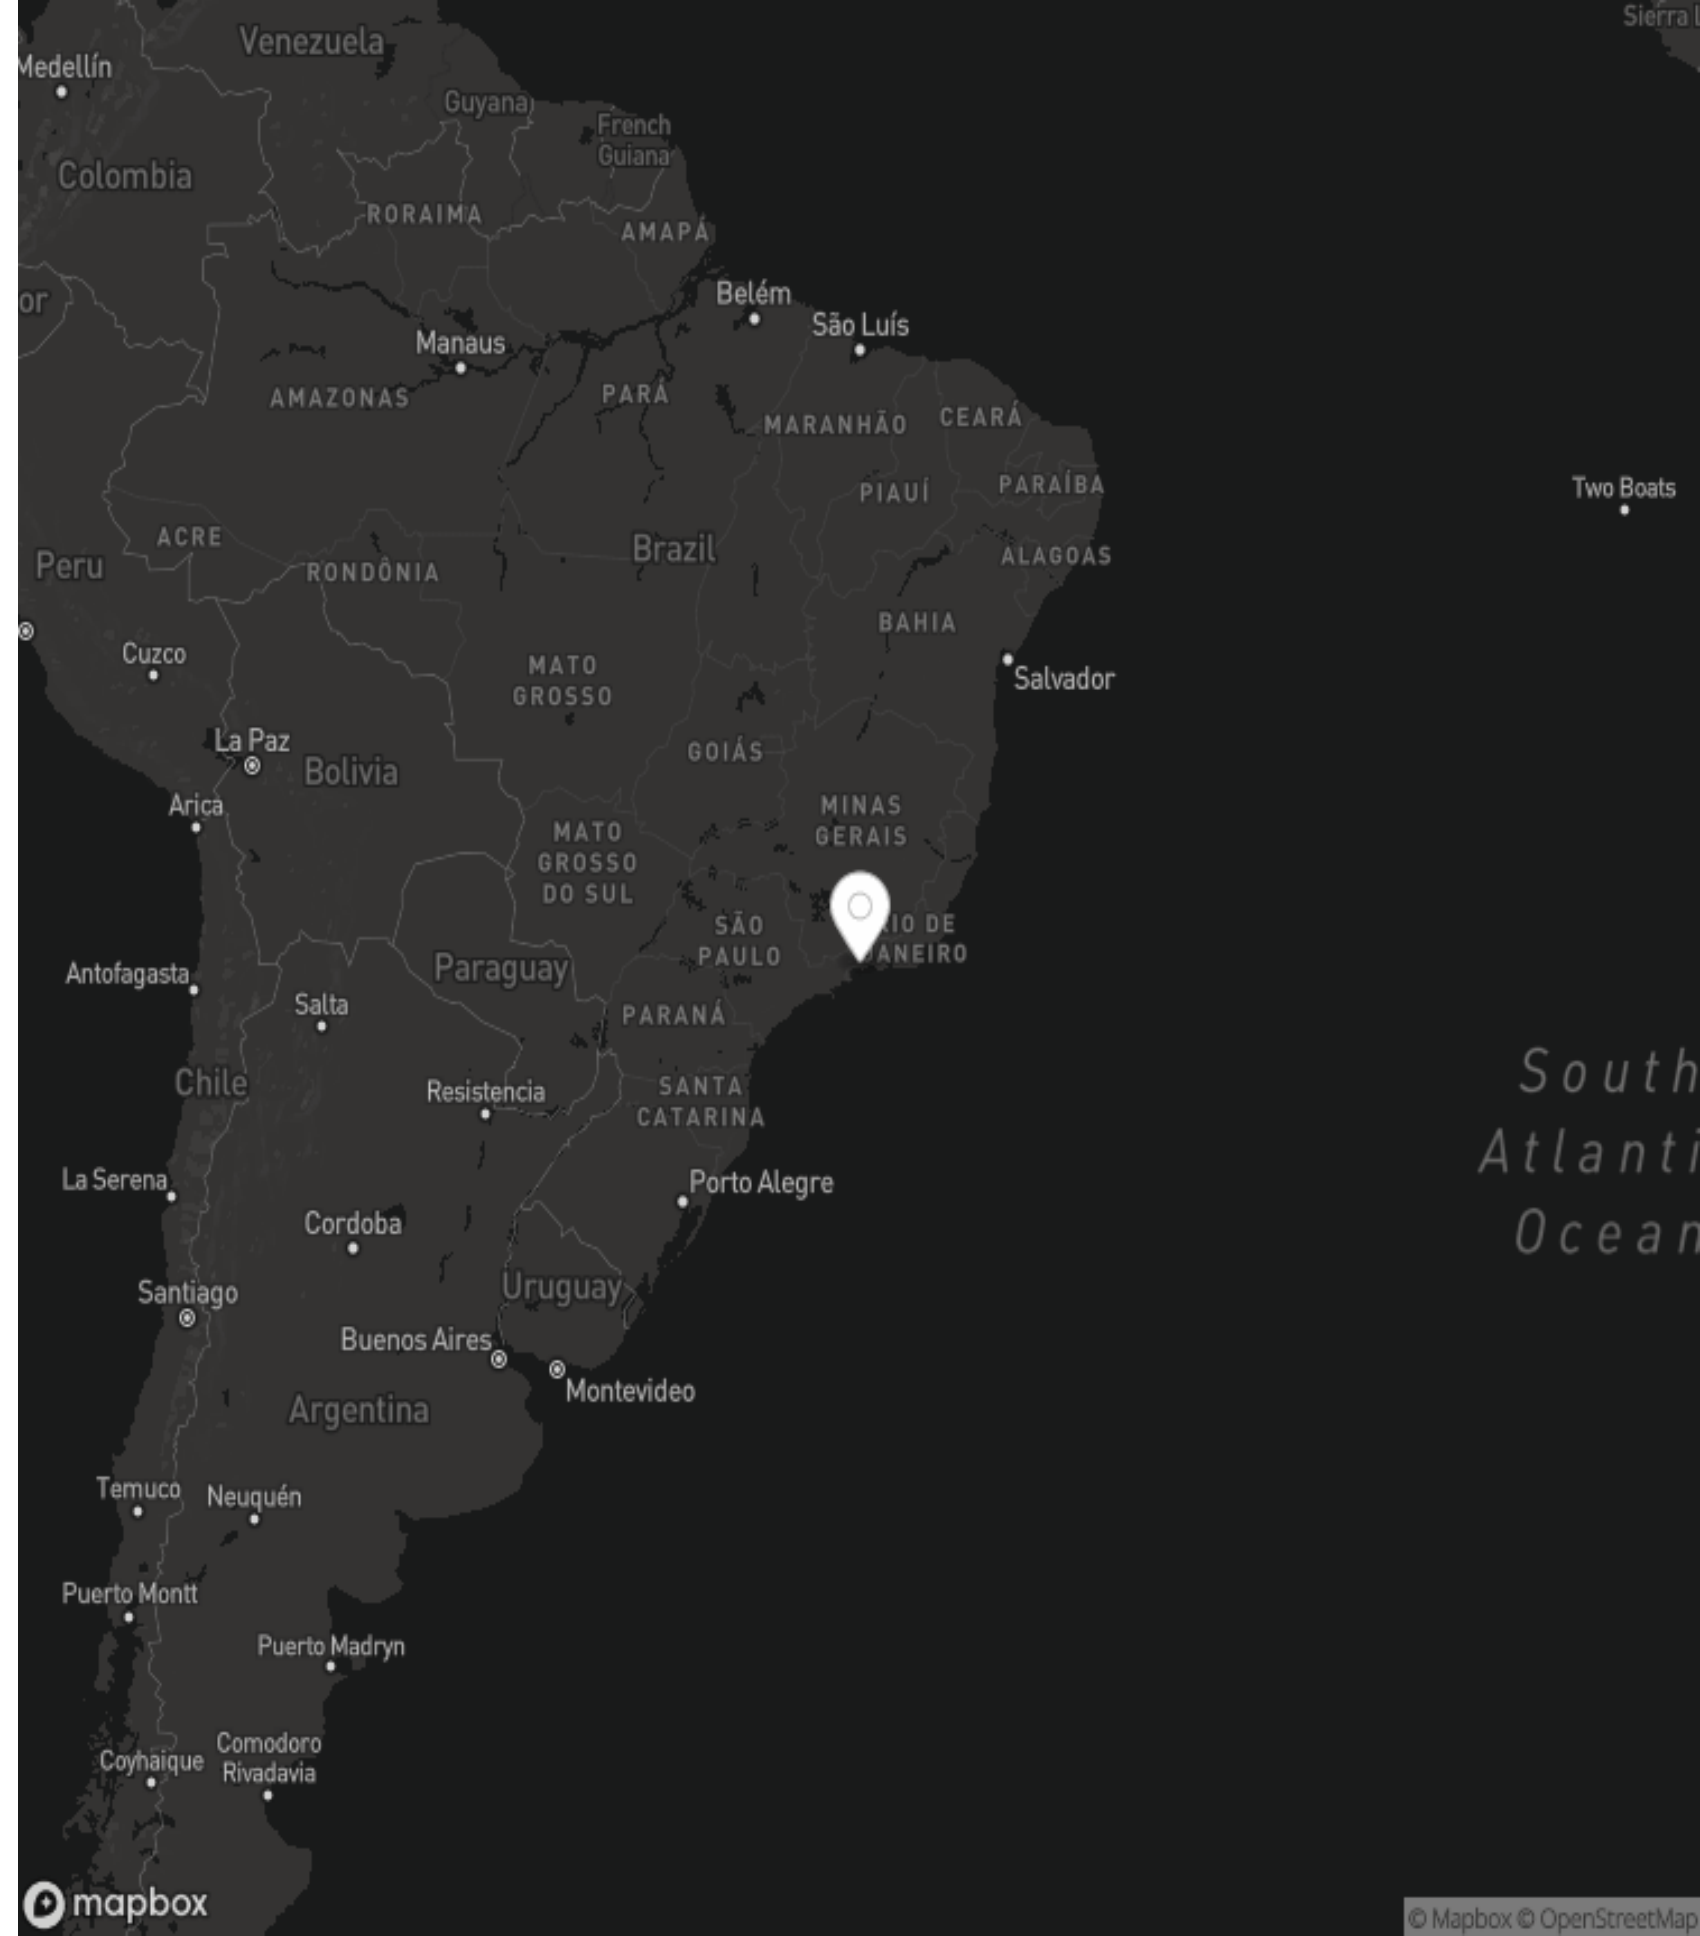 Venezuela
Medellín
Guyana
French
Guiana
Colombia
RORAIMA
AMAPÁ
Belém
São Luís
Manaus
AMAZONAS
PARÁ
MARANHÃO
CEARÁ
PIAUÍ
PARAÍBA
Two Boats
ACRE
Brazil
ALAGOAS
Peru
RONDÔNIA
BAHIA
Cuzco
MATO
GROSSO
Salvador
La Paz
Bolivia
GOIÁS
Arica
MINAS
GERAIS
MATO
GROSSO
DO SUL
SÃO
PAULO
IO DE
JANEIRO
Antofagasta
Paraguay
Salta
PARANÁ
Chile
Resistencia
SANTA
CATARINA
South
Atlanti
Ocean
La Serena
Porto Alegre
Cordoba
Santiago
Uruguay
Buenos Aires
Montevideo
Argentina
Temuco
Neuquén
Puerto Montt
Puerto Madryn
Coyhaique
Comodoro
Rivadavia
mapbox
© Mapbox © OpenStreetMap